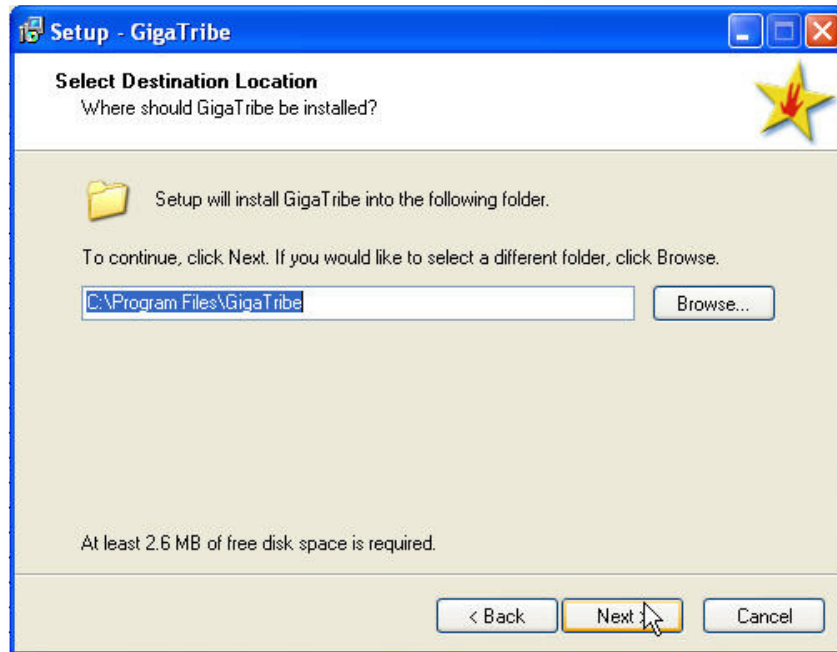 Setup - GigaTribe
Select Destination Location
Where should GigaTribe be installed?
Setup will install GigaTribe into the following folder.
To continue, click Next. If you would like to select a different folder, click Browse.
C:\Program Files\GigaTribe
Browse...
At least 2.6 MB of free disk space is required.
< Back
Next >
Cancel